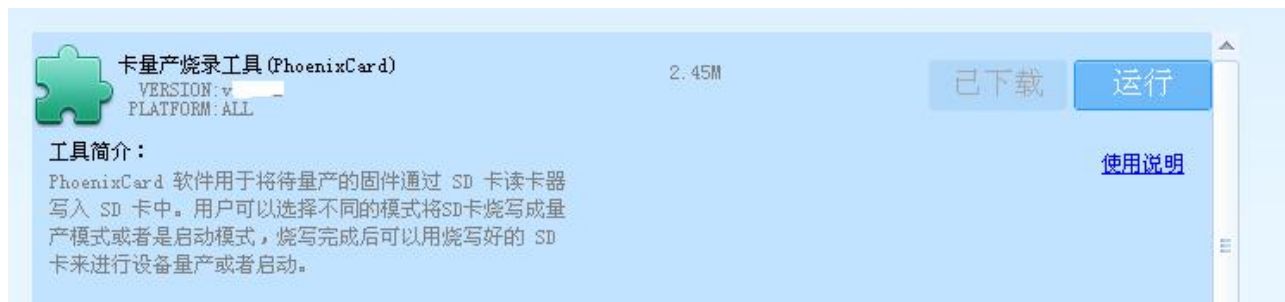 卡量产烧录工具(PhoenixCard)
2.45M
已下载
运行
VERSION:v
PLATFORM:ALL
工具简介：
使用说明
PhoenixCard 软件用于将待量产的固件通过 SD 卡读卡器
写入 SD 卡中。用户可以选择不同的模式将SD卡烧写成量
产模式或者是启动模式，烧写完成后可以用烧写好的 SD
卡来进行设备量产或者启动。